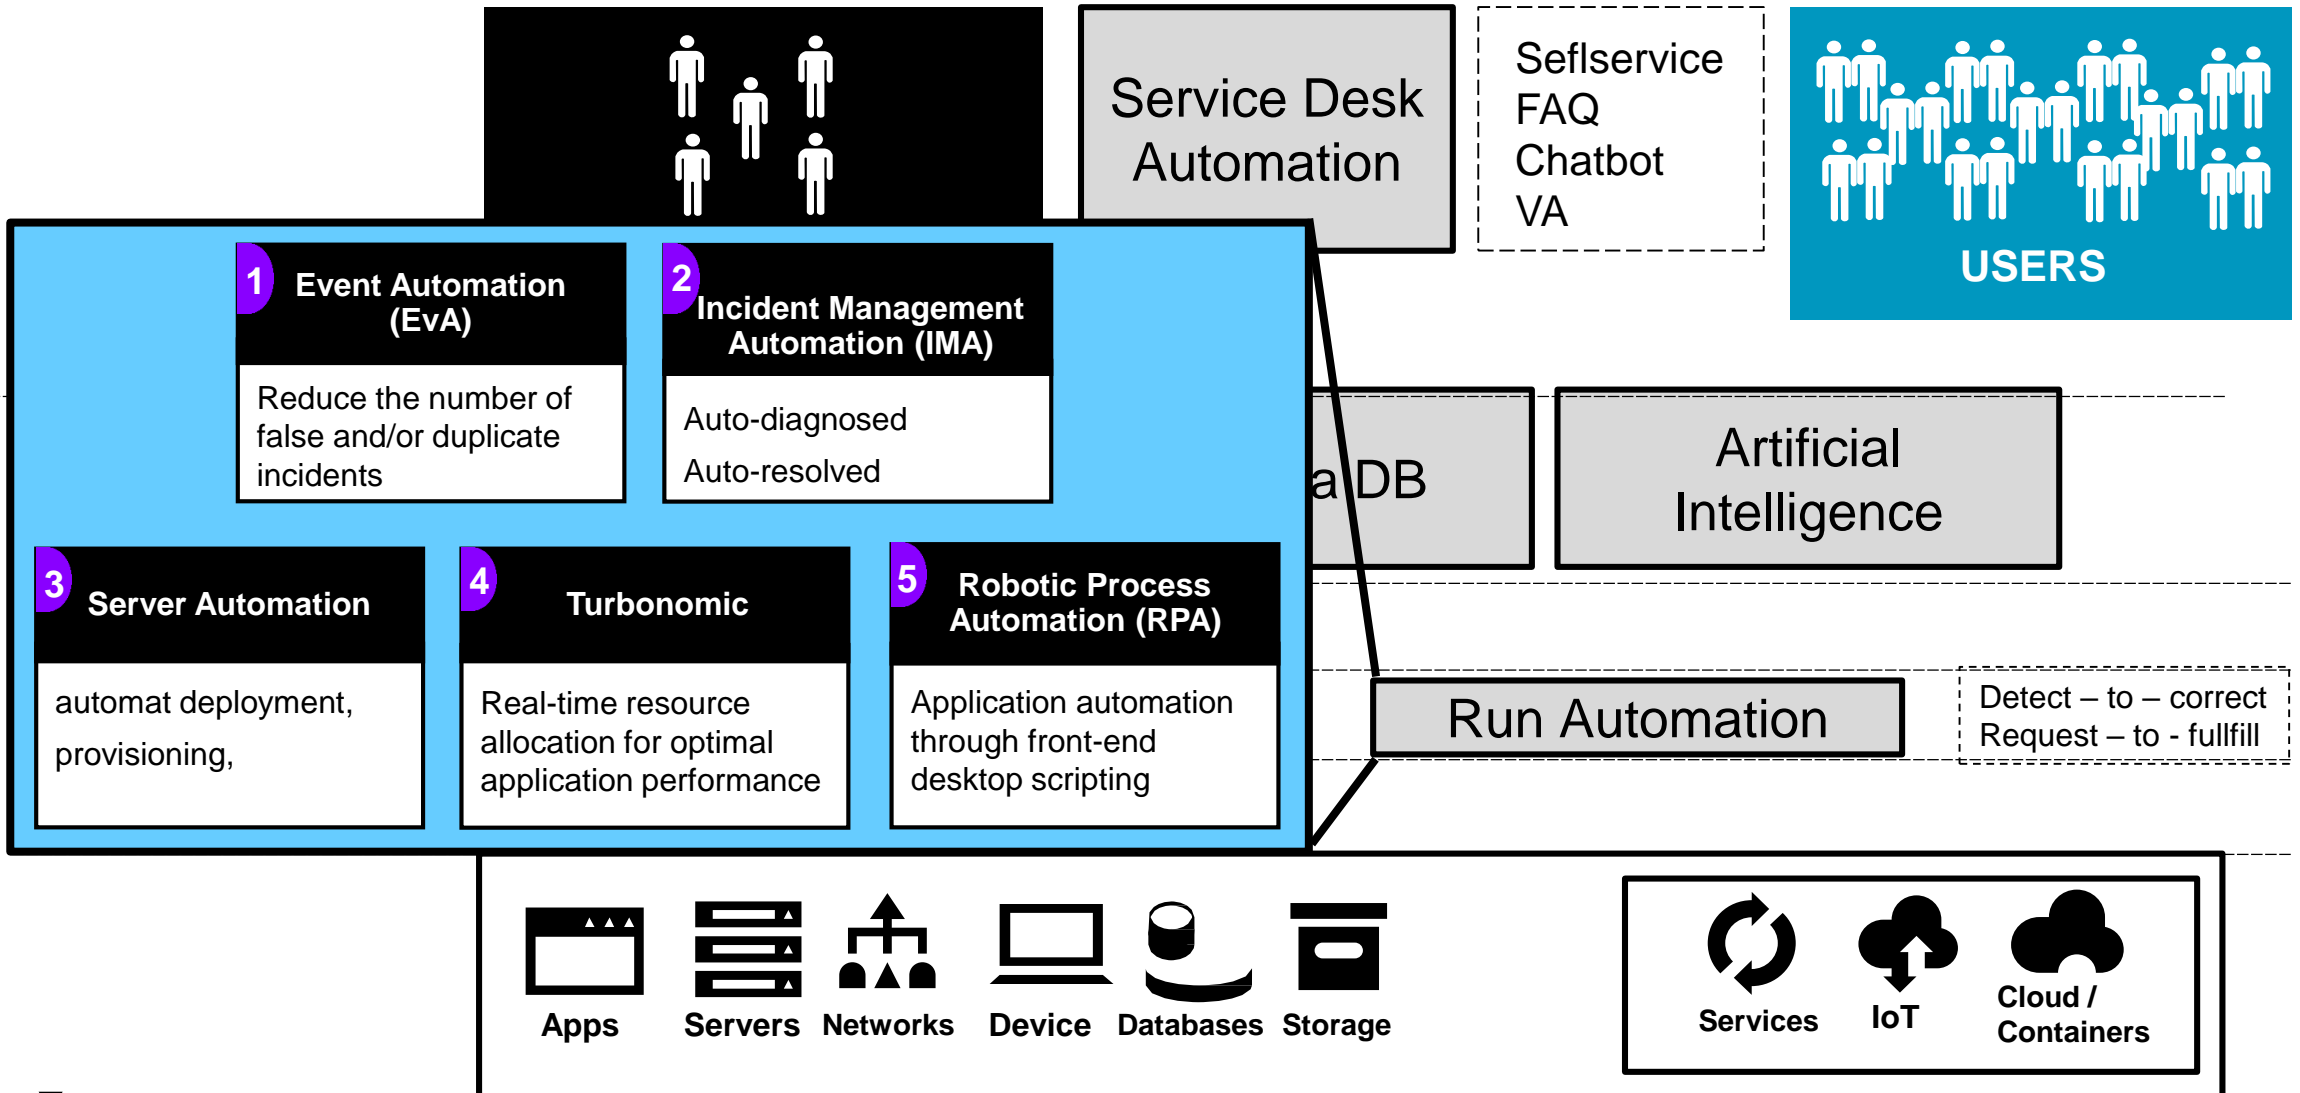 Service Desk
Automation
Seflservice
FAQ
Chatbot
VA
USERS
1
Event Automation
(EvA)
Reduce the number of
false and/or duplicate
incidents
2
Incident Management
Automation (IMA)
Auto-diagnosed
Auto-resolved
a DB
Artificial
Intelligence
3
Server Automation
automat deployment,
provisioning,
4
Turbonomic
Real-time resource
allocation for optimal
application performance
5
Robotic Process
Automation (RPA)
Application automation
through front-end
desktop scripting
Run Automation
Detect – to – correct
Request – to - fullfill
Apps
Servers
Networks
Device
Databases
Storage
Services
IoT
Cloud /
Containers